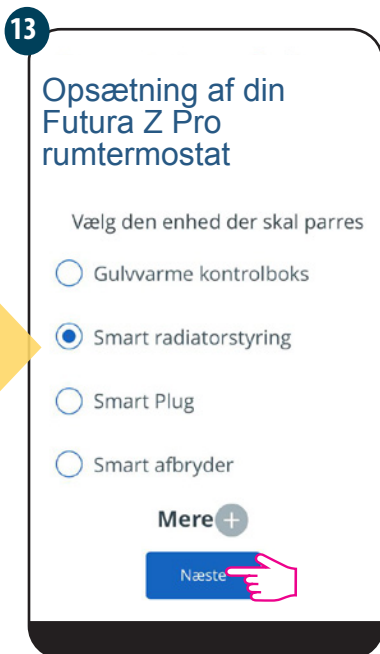 13
Opsætning af din
Futura Z Pro
rumtermostat
Vælg den enhed der skal parres
Gulvvarme kontrolboks
Smart radiatorstyring
Smart Plug
Smart afbryder
Mere +
Næste